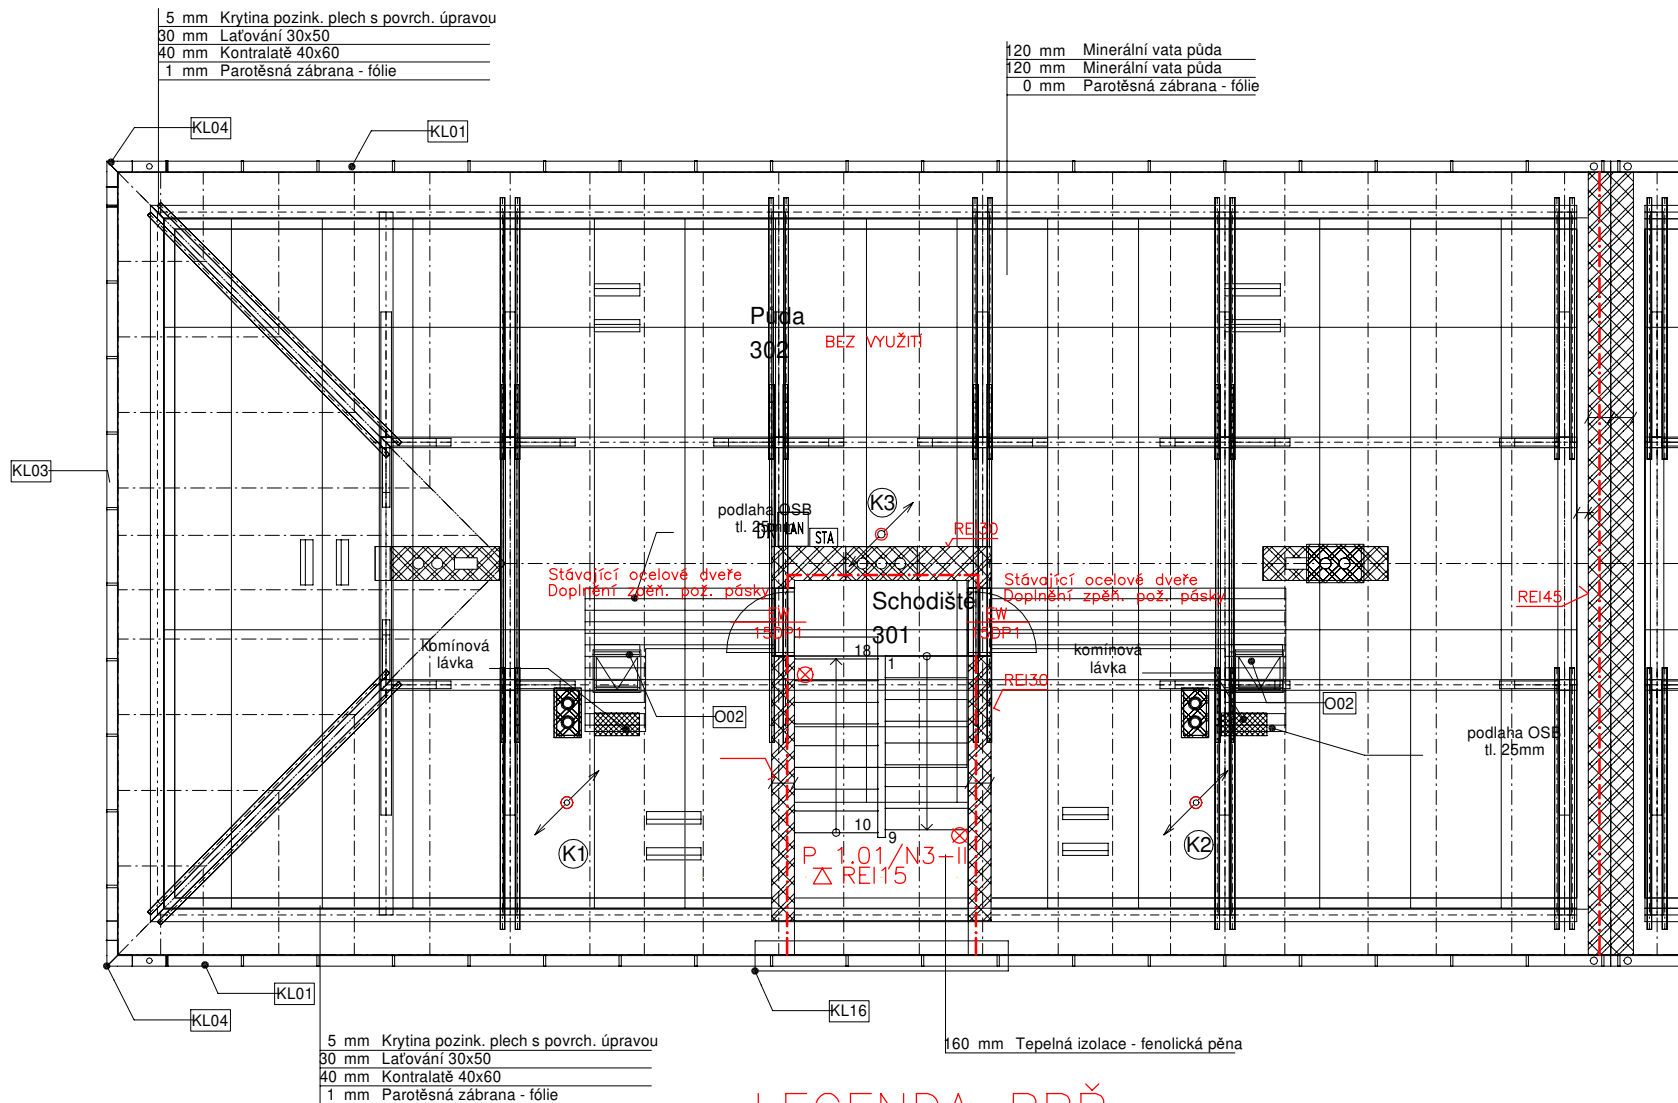 5 mm Krytina pozink. plech s povrch. úpravou
30 mm Laťování 30x50
40 mm Kontralatě 40x60
1 mm Parotěsná zábrana - fólie
120 mm Minerální vata půda
120 mm Minerální vata půda
0 mm Parotěsná zábrana - fólie
KL04
KL01
Půda
302
BEZ VYUŽITÍ
KL03
K3
podlaha OSB
tl. 25mm
STA
REI30
Stávající ocelové dveře
Doplnění zpěň. pož. pásky
Stávající ocelové dveře
Doplnění zpěň. pož. pásky
Schodiště
301
EW
15DP1
EW
15DP1
REI45
komínová
lávka
18
1
komínová
lávka
REI30
O02
O02
podlaha OSB
tl. 25mm
10
9
K1
K2
P 1.01/N3-II
REI15
KL01
KL04
KL16
5 mm Krytina pozink. plech s povrch. úpravou
30 mm Laťování 30x50
40 mm Kontralatě 40x60
1 mm Parotěsná zábrana - fólie
160 mm Tepelná izolace - fenolická pěna